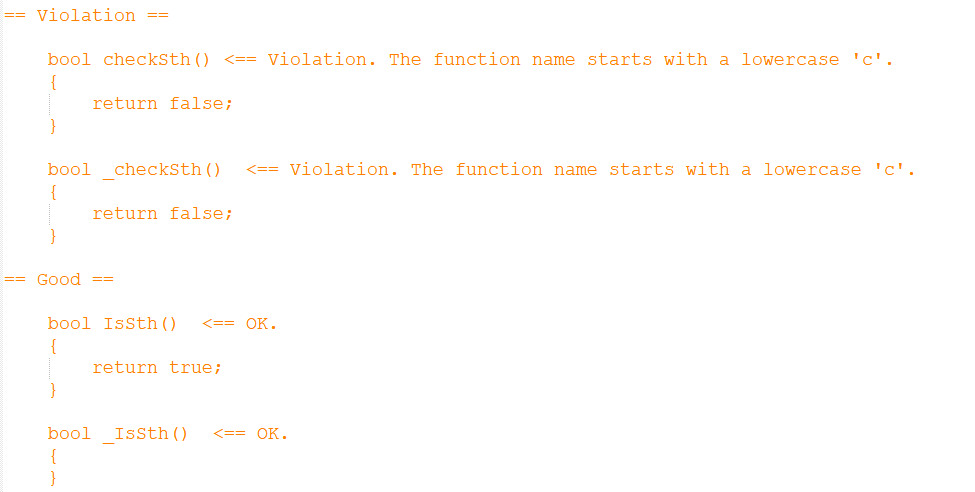 == Violation ==
bool checkSth() <== Violation. The function name starts with a lowercase 'c'.
{
return false;
}
bool _checkSth()  <== Violation. The function name starts with a lowercase 'c'.
{
return false;
}
== Good ==
bool IsSth()  <== OK.
{
return true;
}
bool _IsSth()  <== OK.
{
}